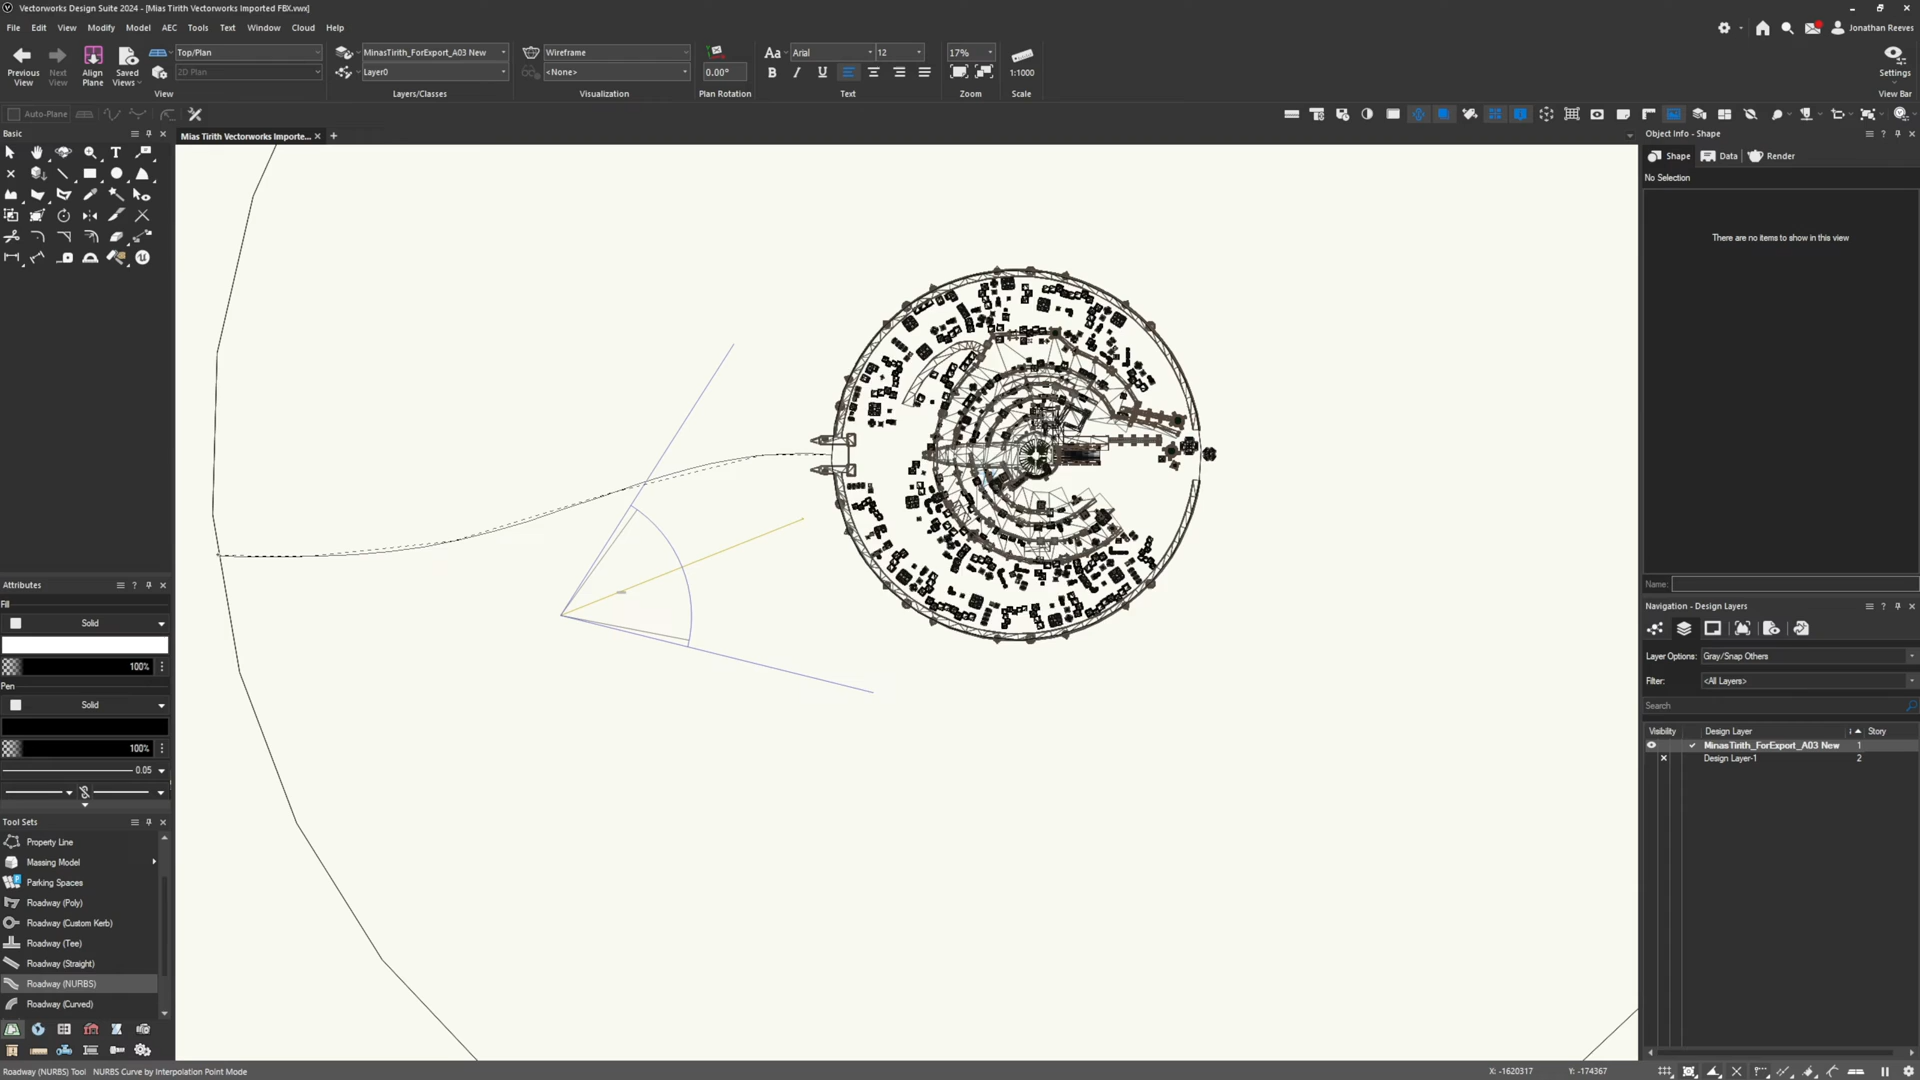 Vectorworks Design Suite 2024 - [Mias Tirith Vectorworks Imported FBX.vwx]
File Edit View Modify Model AEC Tools Text Window Cloud Help
Jonathan Reeves
Previous View
Next View
Align Plane
Saved Views
Top/Plan
2D Plan
View
MinasTirith_ForExport_A03 New
Layer0
Layers/Classes
Wireframe
<None>
Visualization
0.00°
Plan Rotation
Aa Arial 12
B I U
Text
17%
Zoom
1:1000
Scale
Settings
View Bar
Auto-Plane
Basic
Mias Tirith Vectorworks Importe...
Object Info - Shape
Shape Data Render
No Selection
There are no items to show in this view
Name:
Attributes
Fill
Solid
100%
Pen
Solid
100%
0.05
Tool Sets
Property Line
Massing Model
Parking Spaces
Roadway (Poly)
Roadway (Custom Kerb)
Roadway (Tee)
Roadway (Straight)
Roadway (NURBS)
Roadway (Curved)
Navigation - Design Layers
Layer Options: Gray/Snap Others
Filter: <All Layers>
Search
Visibility Design Layer Story
MinasTirith_ForExport_A03 New 1
Design Layer-1 2
Roadway (NURBS) Tool NURBS Curve by Interpolation Point Mode
X: -1620317 Y: -174367